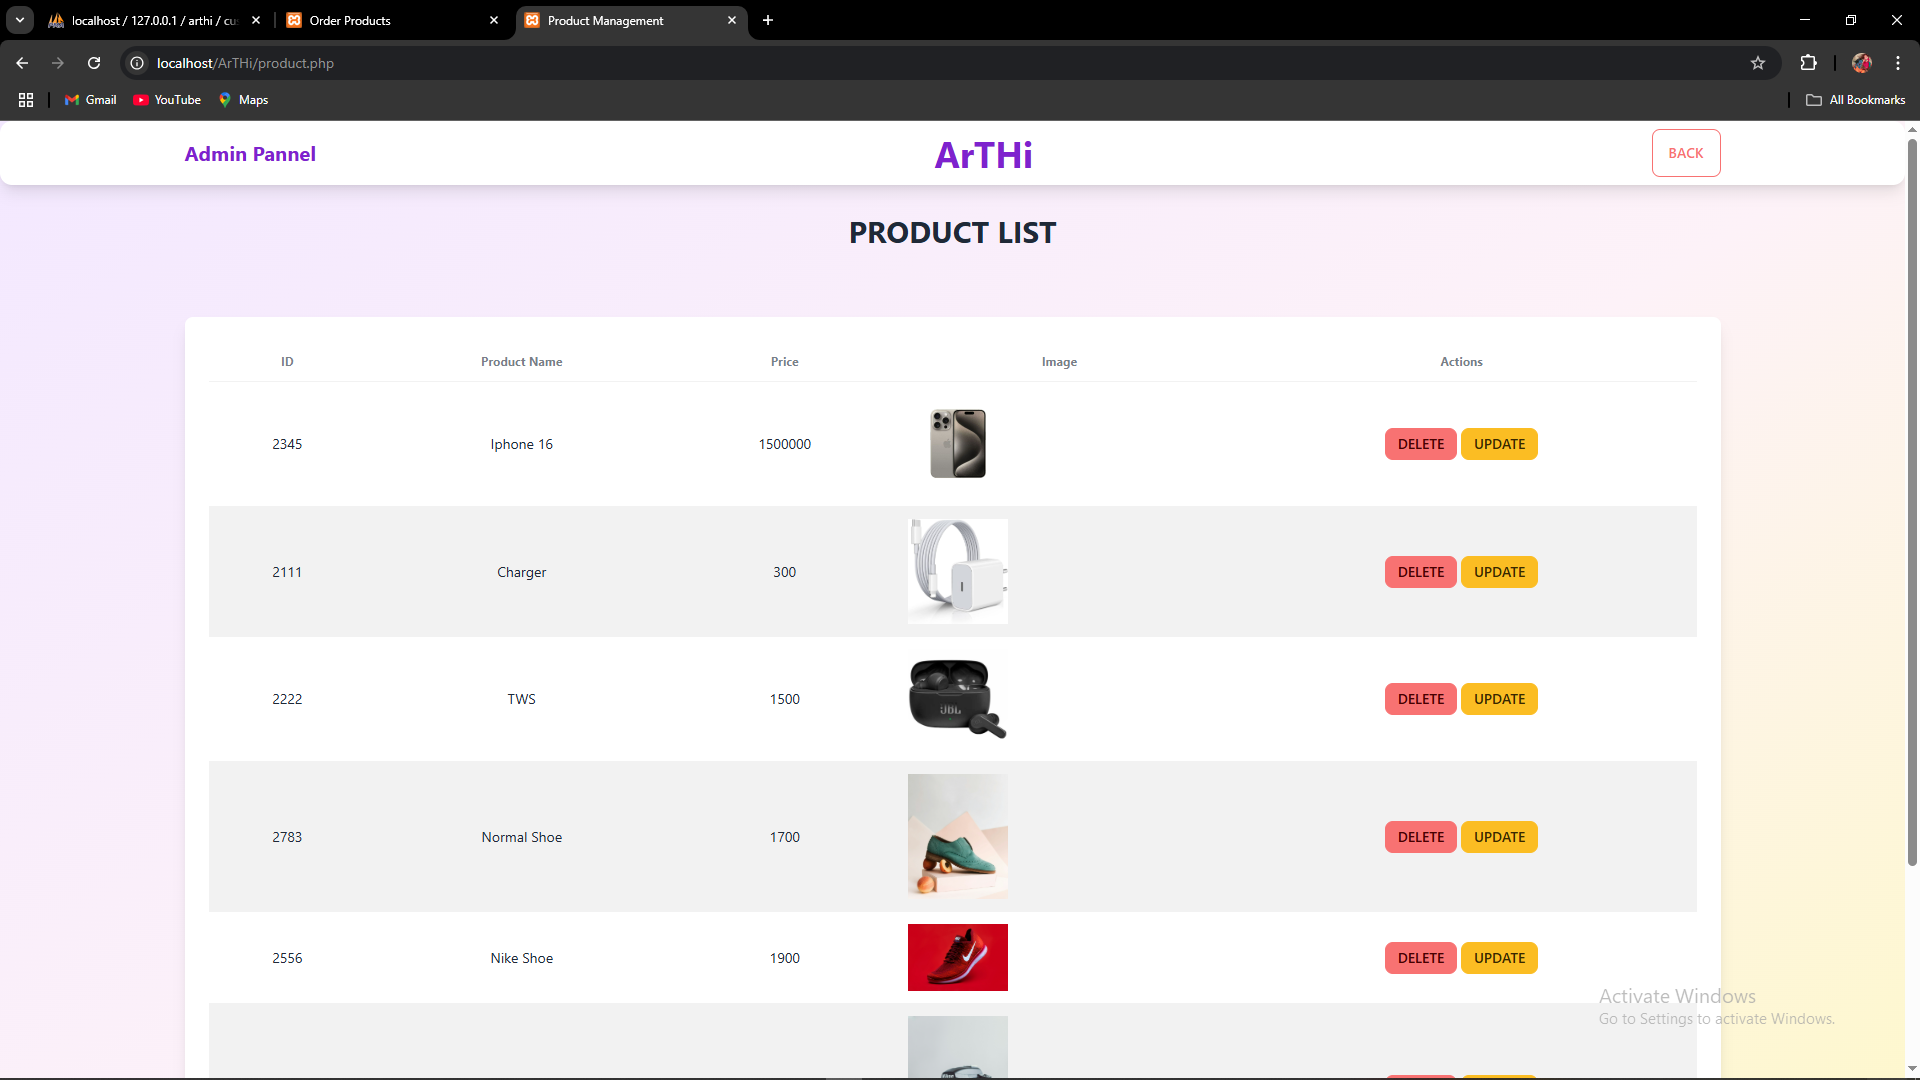 localhost / 127.0.0.1 / arthi / cu
Order Products
Product Management
localhost/ArTHi/product.php
Gmail
YouTube
Maps
All Bookmarks
Admin Pannel
ArTHi
BACK
PRODUCT LIST
ID Product Name Price Image Actions
2345 Iphone 16 1500000 DELETE UPDATE
2111 Charger 300 DELETE UPDATE
2222 TWS 1500 JBL DELETE UPDATE
2783 Normal Shoe 1700 DELETE UPDATE
2556 Nike Shoe 1900 DELETE UPDATE
Activate Windows
Go to Settings to activate Windows.